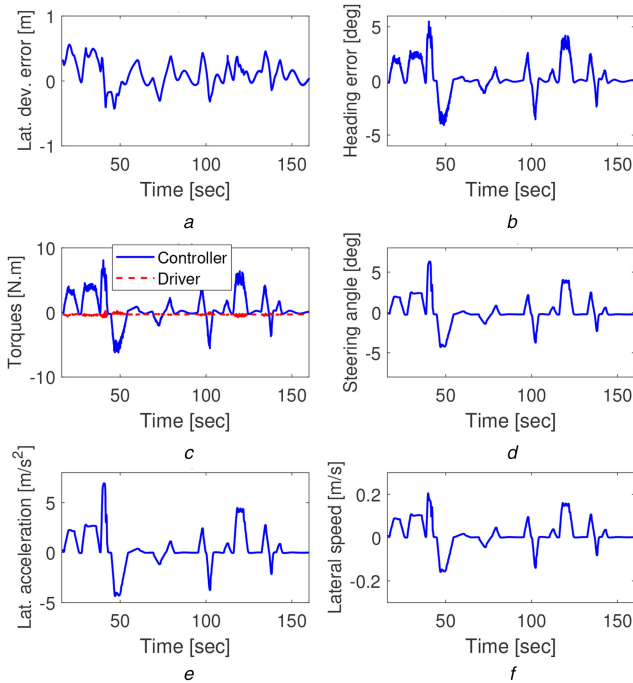 Lat. dev. error [m]
1
0
-1
50
100
150
Time [sec]
a
Heading error [deg]
5
0
-5
50
100
150
Time [sec]
b
Torques [N.m]
10
0
-10
Controller
Driver
50
100
150
Time [sec]
c
Steering angle [deg]
5
0
-5
50
100
150
Time [sec]
d
Lat. acceleration [m/s²]
5
0
-5
50
100
150
Time [sec]
e
Lateral speed [m/s]
0.2
0
-0.2
50
100
150
Time [sec]
f